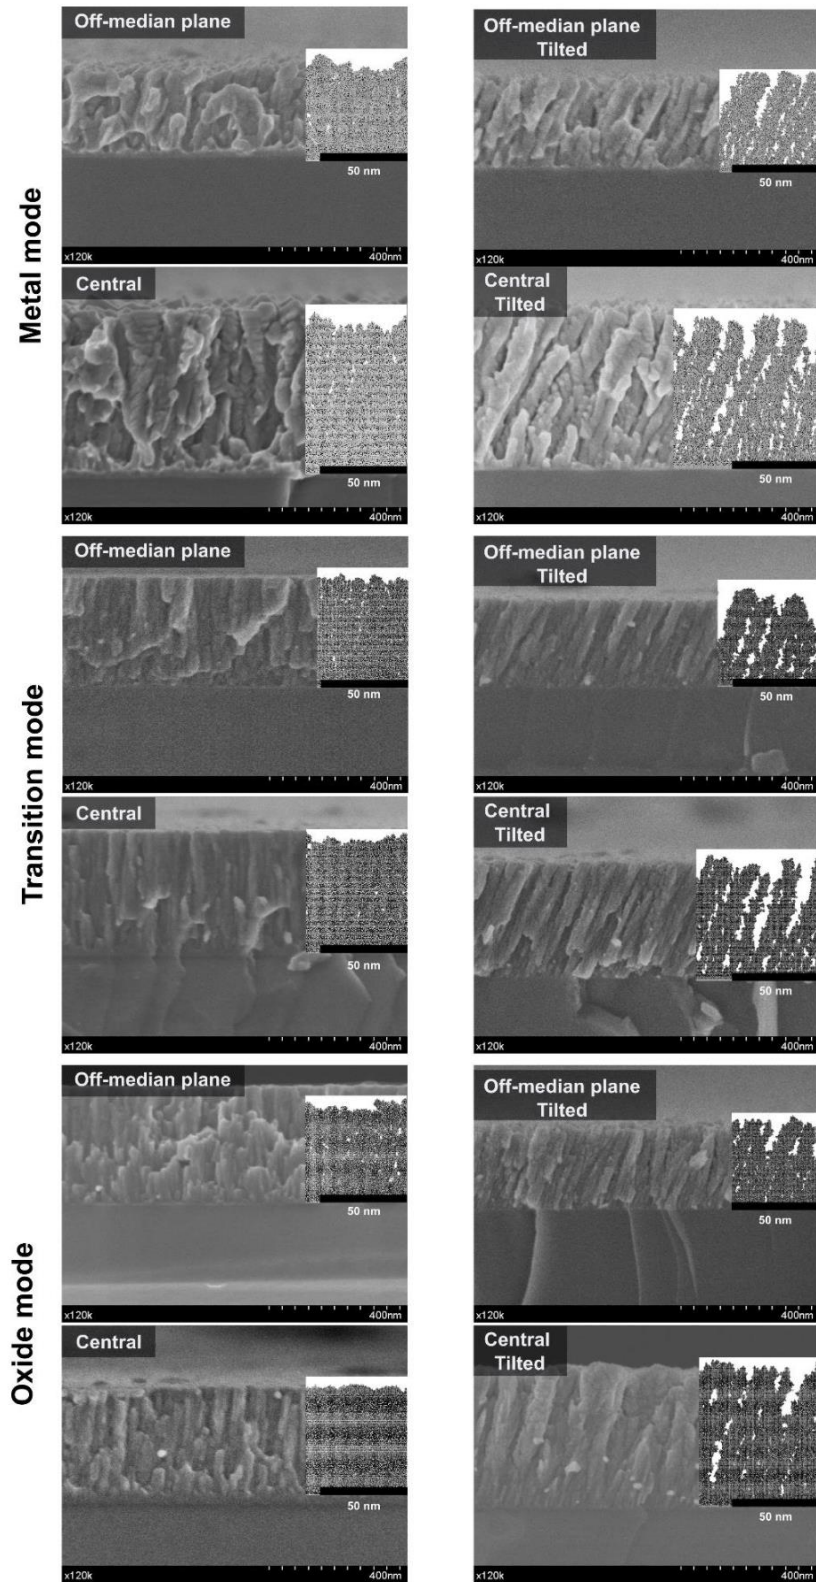 Metal mode
Off-median plane
50 nm
x120k
400nm
Off-median plane
Tilted
50 nm
x120k
400nm
Central
50 nm
x120k
400nm
Central
Tilted
50 nm
x120k
400nm
Transition mode
Off-median plane
50 nm
x120k
400nm
Off-median plane
Tilted
50 nm
x120k
400nm
Central
50 nm
x120k
400nm
Central
Tilted
50 nm
x120k
400nm
Oxide mode
Off-median plane
50 nm
x120k
400nm
Off-median plane
Tilted
50 nm
x120k
400nm
Central
50 nm
x120k
400nm
Central
Tilted
50 nm
x120k
400nm